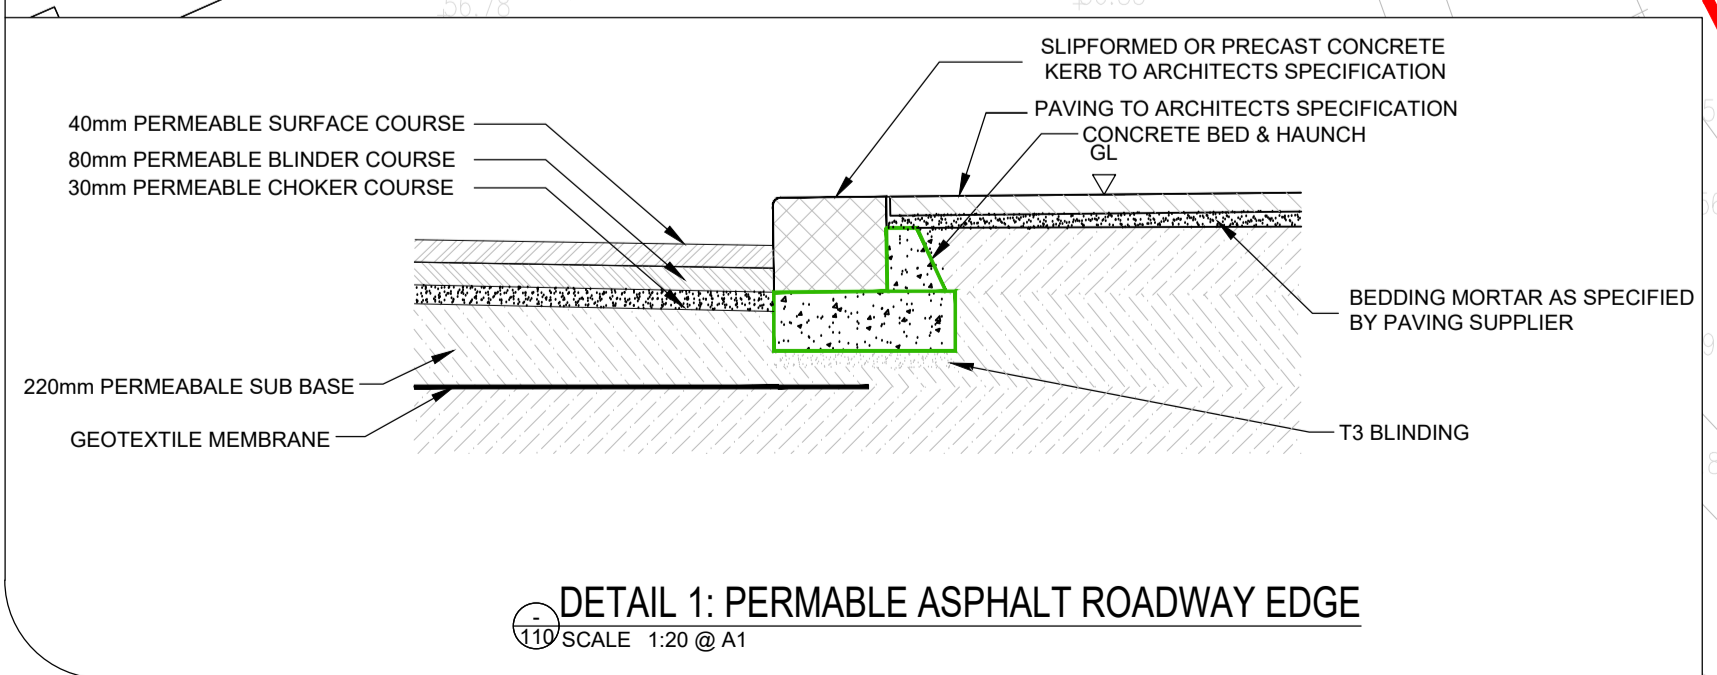 56.78
SLIPFORMED OR PRECAST CONCRETE
KERB TO ARCHITECTS SPECIFICATION
40mm PERMEABLE SURFACE COURSE
PAVING TO ARCHITECTS SPECIFICATION
80mm PERMEABLE BLINDER COURSE
CONCRETE BED & HAUNCH
GL
30mm PERMEABLE CHOKER COURSE
BEDDING MORTAR AS SPECIFIED
BY PAVING SUPPLIER
220mm PERMEABALE SUB BASE
GEOTEXTILE MEMBRANE
T3 BLINDING
DETAIL 1: PERMABLE ASPHALT ROADWAY EDGE
-
110
SCALE 1:20 @ A1